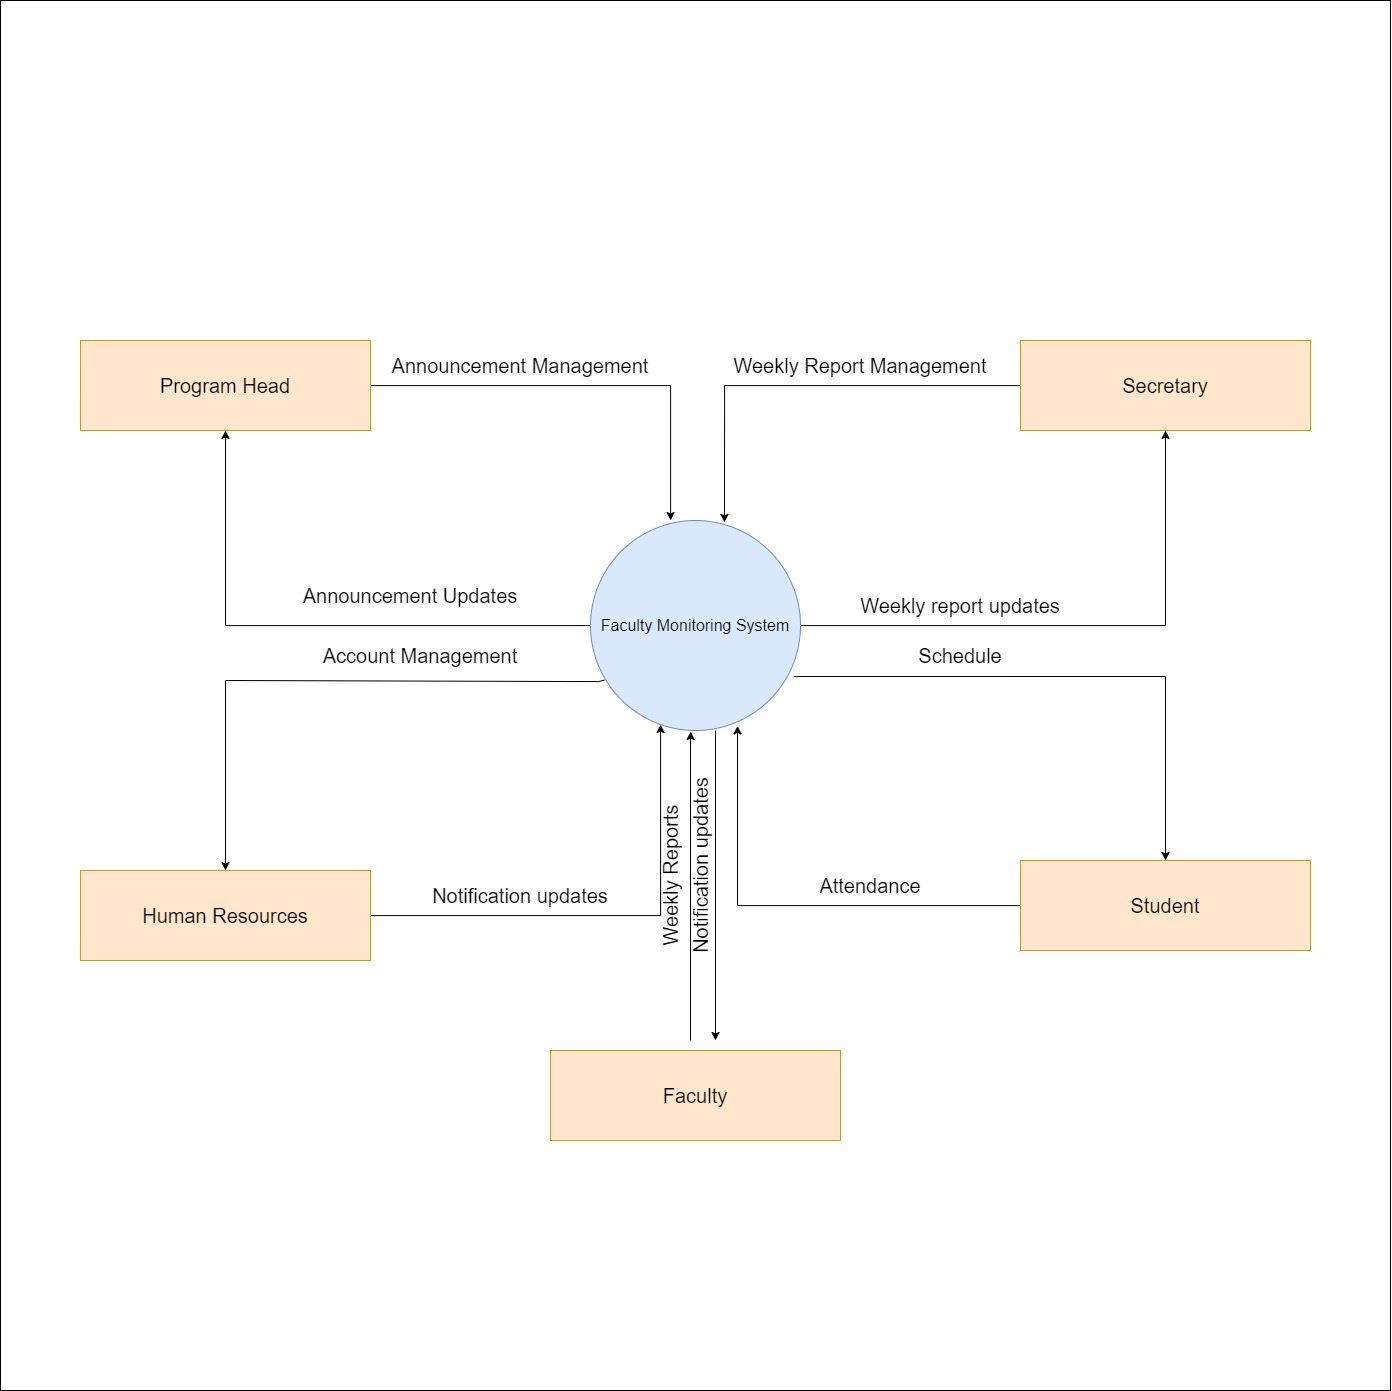 Announcement Management
Weekly Report Management
Program Head
Secretary
Announcement Updates
Weekly report updates
Faculty Monitoring System
Account Management
Schedule
Weekly Reports
Notification updates
Attendance
Notification updates
Human Resources
Student
Faculty